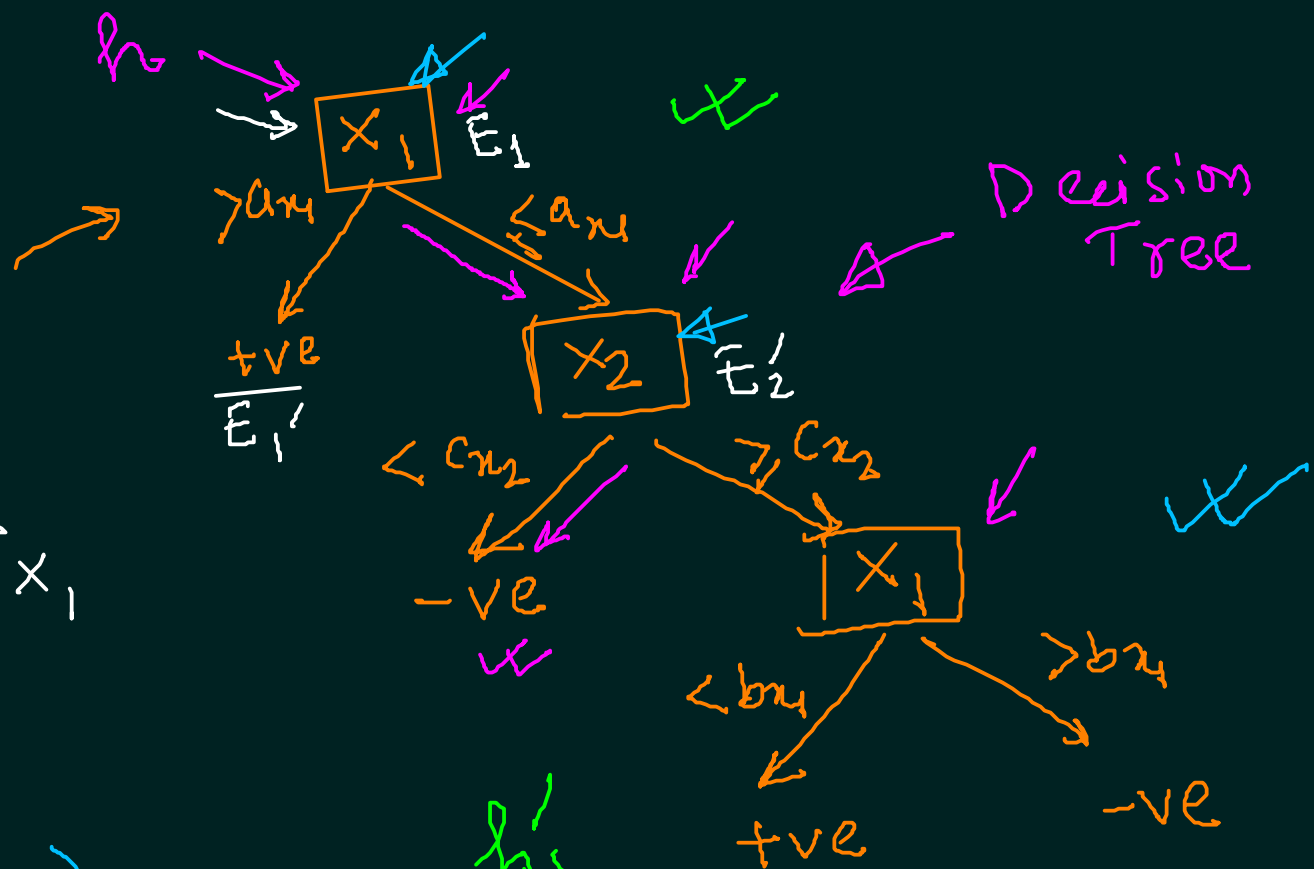 h
X1
E1
Decision
Tree
>ax1
≤ax1
+ve
E1'
X2
E2'
<cx2
≥cx2
X1
X1
-ve
<bx1
>bx1
-ve
+ve
h'